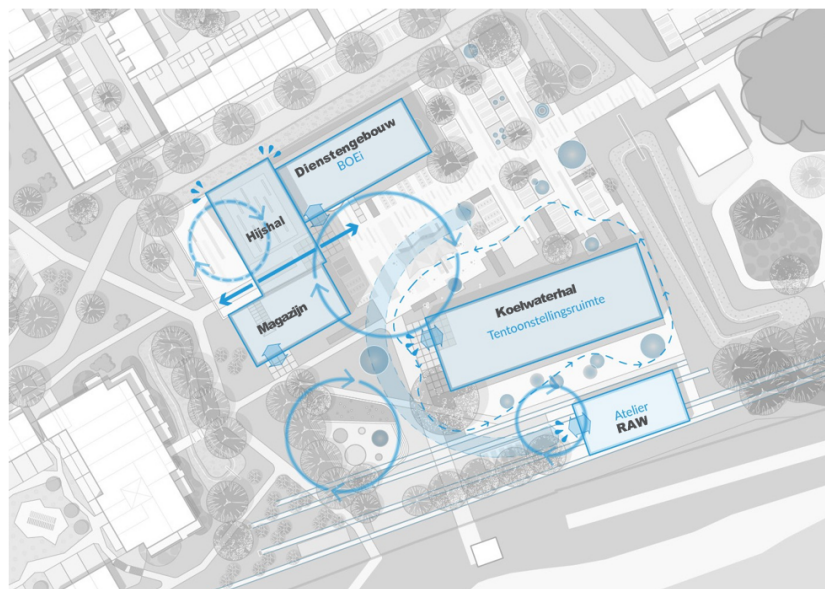 Dienstengebouw
BOEi
Hijshal
Magazijn
Koelwaterhal
Tentoonstellingsruimte
Atelier
RAW